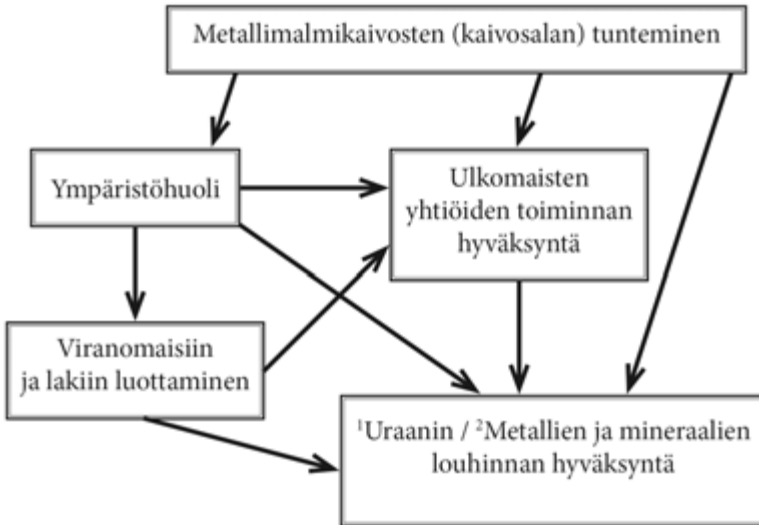 Metallimalmikaivosten (kaivosalan) tunteminen
Ympäristöhuoli
Ulkomaisten
yhtiöiden toiminnan
hyväksyntä
Viranomaisiin
ja lakiin luottaminen
¹Uraanin / ²Metallien ja mineraalien
louhinnan hyväksyntä